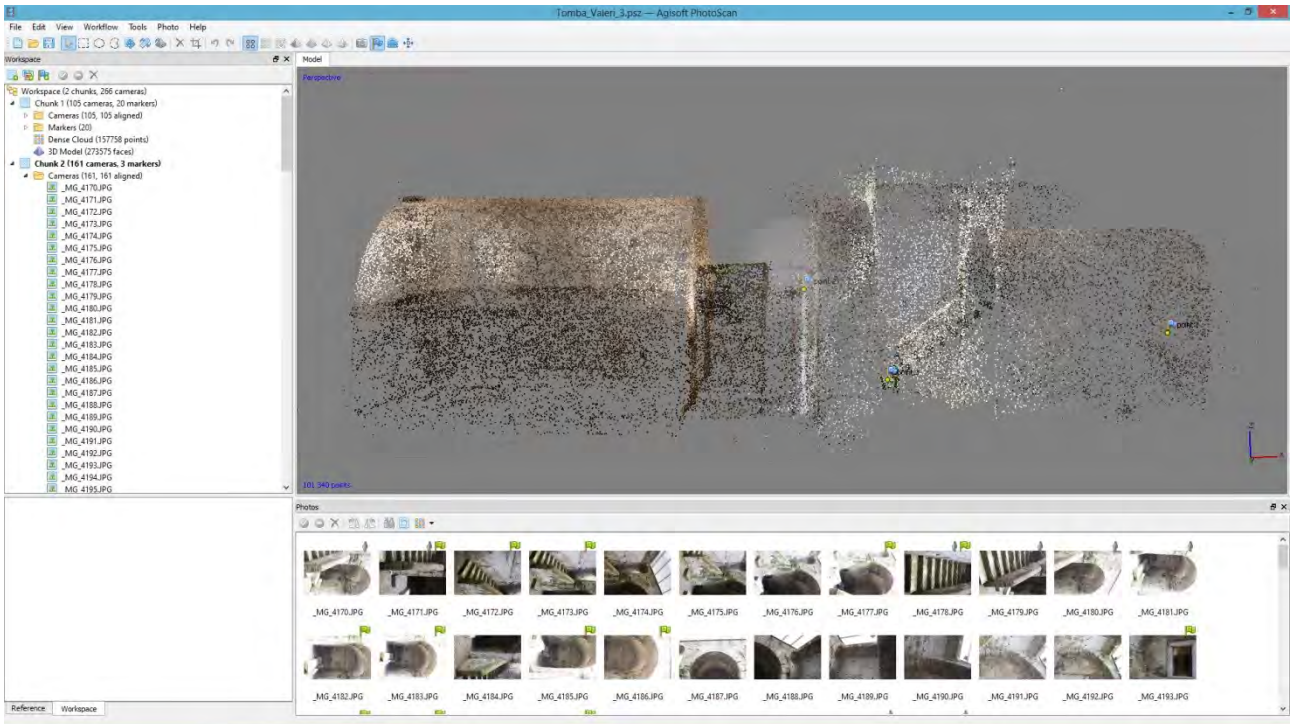 Tomba_Valeri_3.psz — Agisoft PhotoScan
File Edit View Workflow Tools Photo Help
Workspace
Model
Perspective
Workspace (2 chunks, 266 cameras)
Chunk 1 (105 cameras, 20 markers)
Cameras (105, 105 aligned)
Markers (20)
Dense Cloud (157758 points)
3D Model (273575 faces)
Chunk 2 (161 cameras, 3 markers)
Cameras (161, 161 aligned)
_MG_4170.JPG
_MG_4171.JPG
_MG_4172.JPG
_MG_4173.JPG
_MG_4174.JPG
_MG_4175.JPG
_MG_4176.JPG
_MG_4177.JPG
_MG_4178.JPG
_MG_4179.JPG
_MG_4180.JPG
_MG_4181.JPG
_MG_4182.JPG
_MG_4183.JPG
_MG_4184.JPG
_MG_4185.JPG
_MG_4186.JPG
_MG_4187.JPG
_MG_4188.JPG
_MG_4189.JPG
_MG_4190.JPG
_MG_4191.JPG
_MG_4192.JPG
_MG_4193.JPG
_MG_4194.JPG
_MG_4195.JPG
Z
X
101 340 points
Photos
_MG_4170.JPG _MG_4171.JPG _MG_4172.JPG _MG_4173.JPG _MG_4174.JPG _MG_4175.JPG _MG_4176.JPG _MG_4177.JPG _MG_4178.JPG _MG_4179.JPG _MG_4180.JPG _MG_4181.JPG
_MG_4182.JPG _MG_4183.JPG _MG_4184.JPG _MG_4185.JPG _MG_4186.JPG _MG_4187.JPG _MG_4188.JPG _MG_4189.JPG _MG_4190.JPG _MG_4191.JPG _MG_4192.JPG _MG_4193.JPG
Reference Workspace